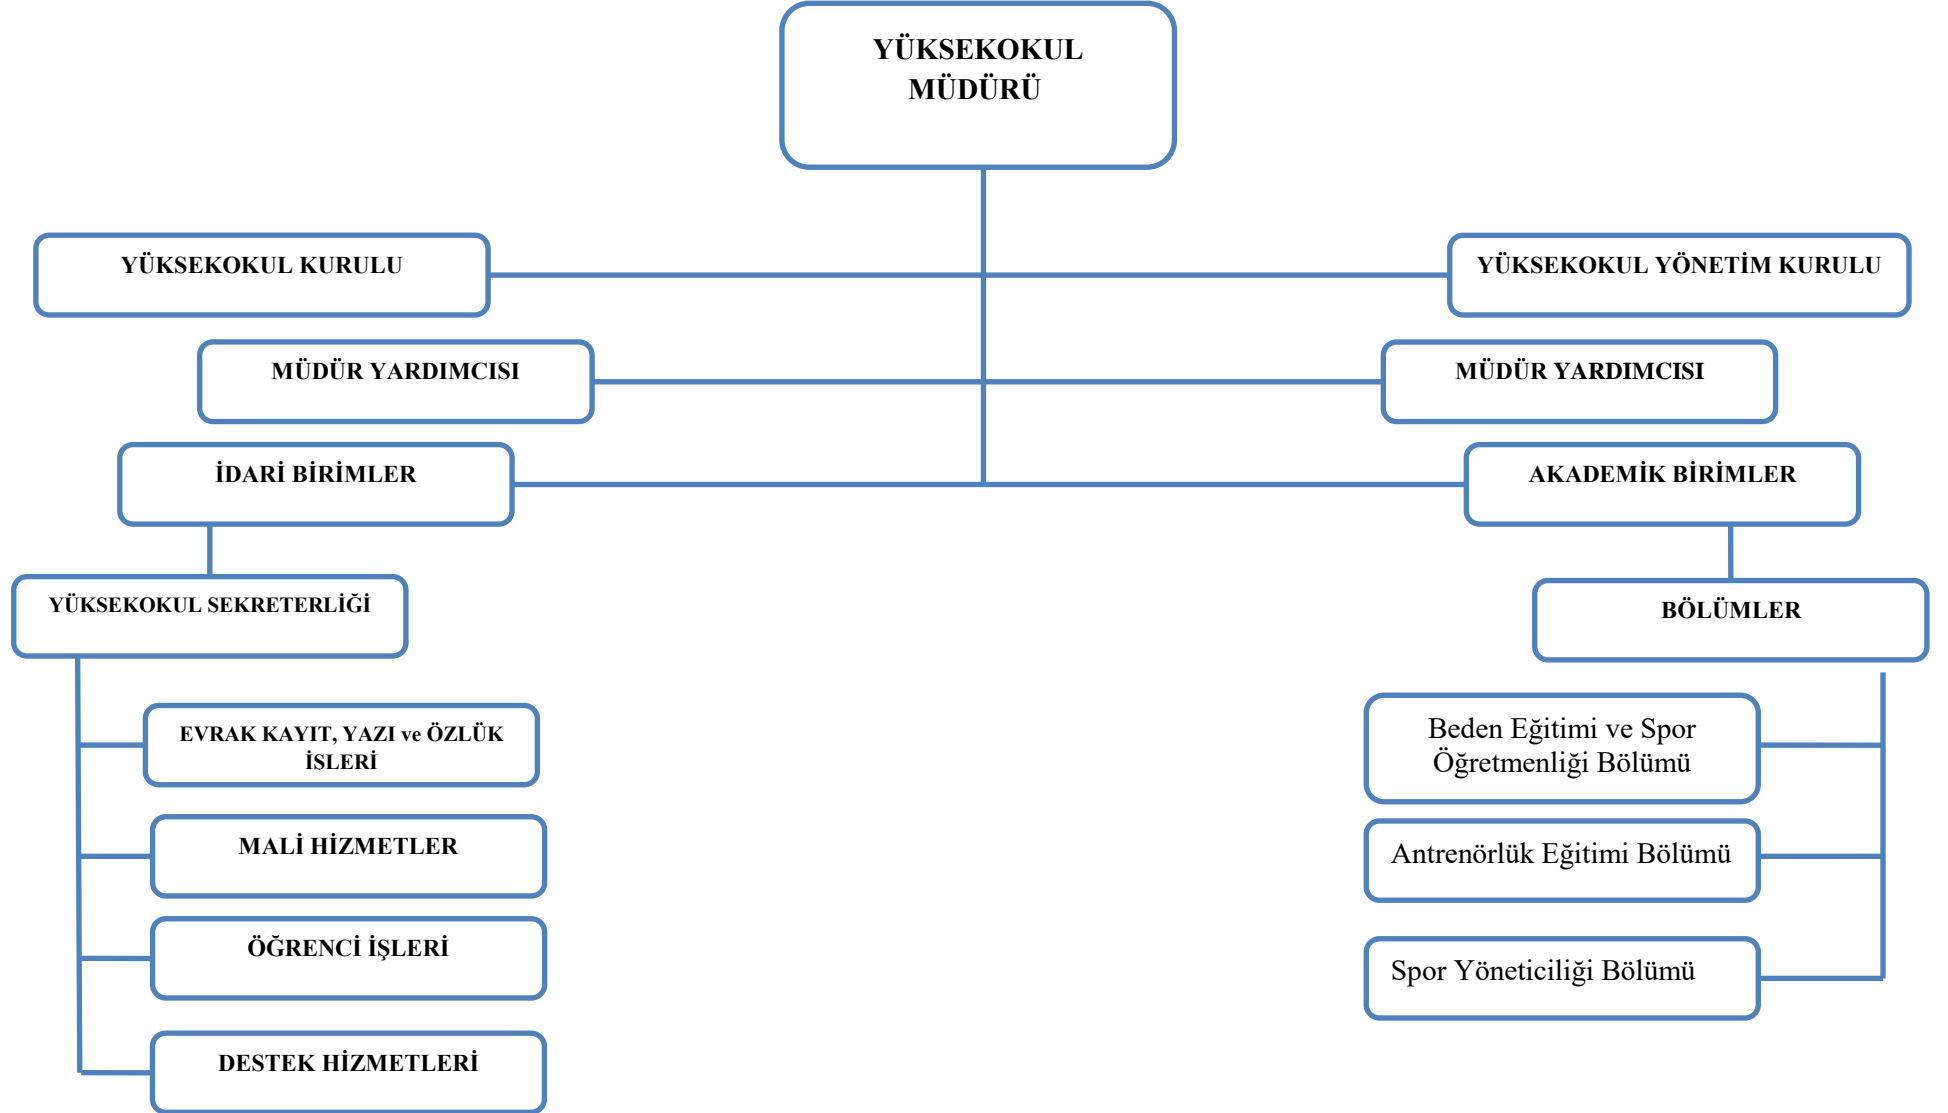 YÜKSEKOKUL
MÜDÜRÜ
YÜKSEKOKUL KURULU
YÜKSEKOKUL YÖNETİM KURULU
MÜDÜR YARDIMCISI
MÜDÜR YARDIMCISI
İDARİ BİRİMLER
AKADEMİK BİRİMLER
YÜKSEKOKUL SEKRETERLİĞİ
BÖLÜMLER
EVRAK KAYIT, YAZI ve ÖZLÜK
İŞLERİ
MALİ HİZMETLER
ÖĞRENCİ İŞLERİ
DESTEK HİZMETLERİ
Beden Eğitimi ve Spor
Öğretmenliği Bölümü
Antrenörlük Eğitimi Bölümü
Spor Yöneticiliği Bölümü